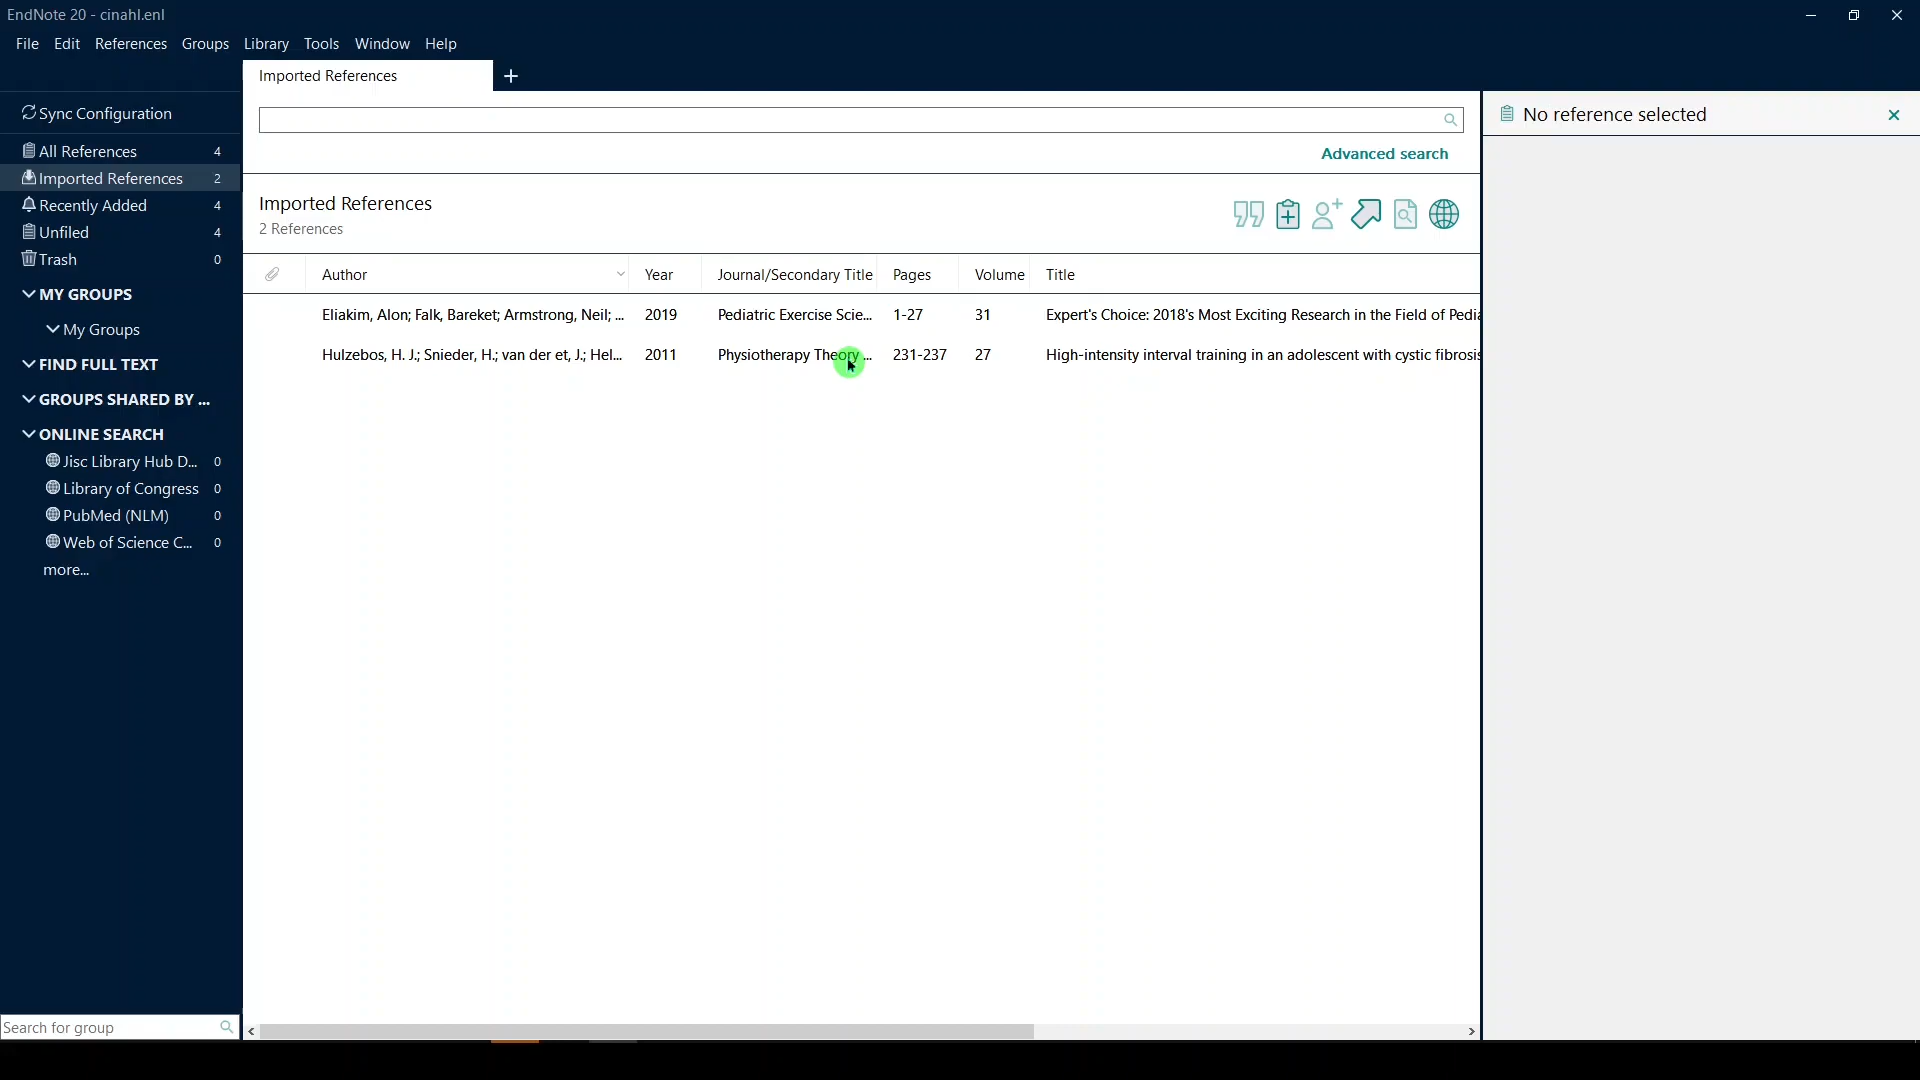 EndNote 20 - cinahl.enl
File Edit References Groups Library Tools Window Help
Imported References
Sync Configuration
All References 4
Imported References 2
Recently Added 4
Unfiled 4
Trash 0
MY GROUPS
My Groups
FIND FULL TEXT
GROUPS SHARED BY ...
ONLINE SEARCH
Jisc Library Hub D... 0
Library of Congress 0
PubMed (NLM) 0
Web of Science C... 0
more...
Search for group
Advanced search
Imported References
2 References
Author Year Journal/Secondary Title Pages Volume Title
Eliakim, Alon; Falk, Bareket; Armstrong, Neil; ... 2019 Pediatric Exercise Scie... 1-27 31 Expert's Choice: 2018's Most Exciting Research in the Field of Pedia
Hulzebos, H. J.; Snieder, H.; van der et, J.; Hel... 2011 Physiotherapy Theory ... 231-237 27 High-intensity interval training in an adolescent with cystic fibrosis
No reference selected